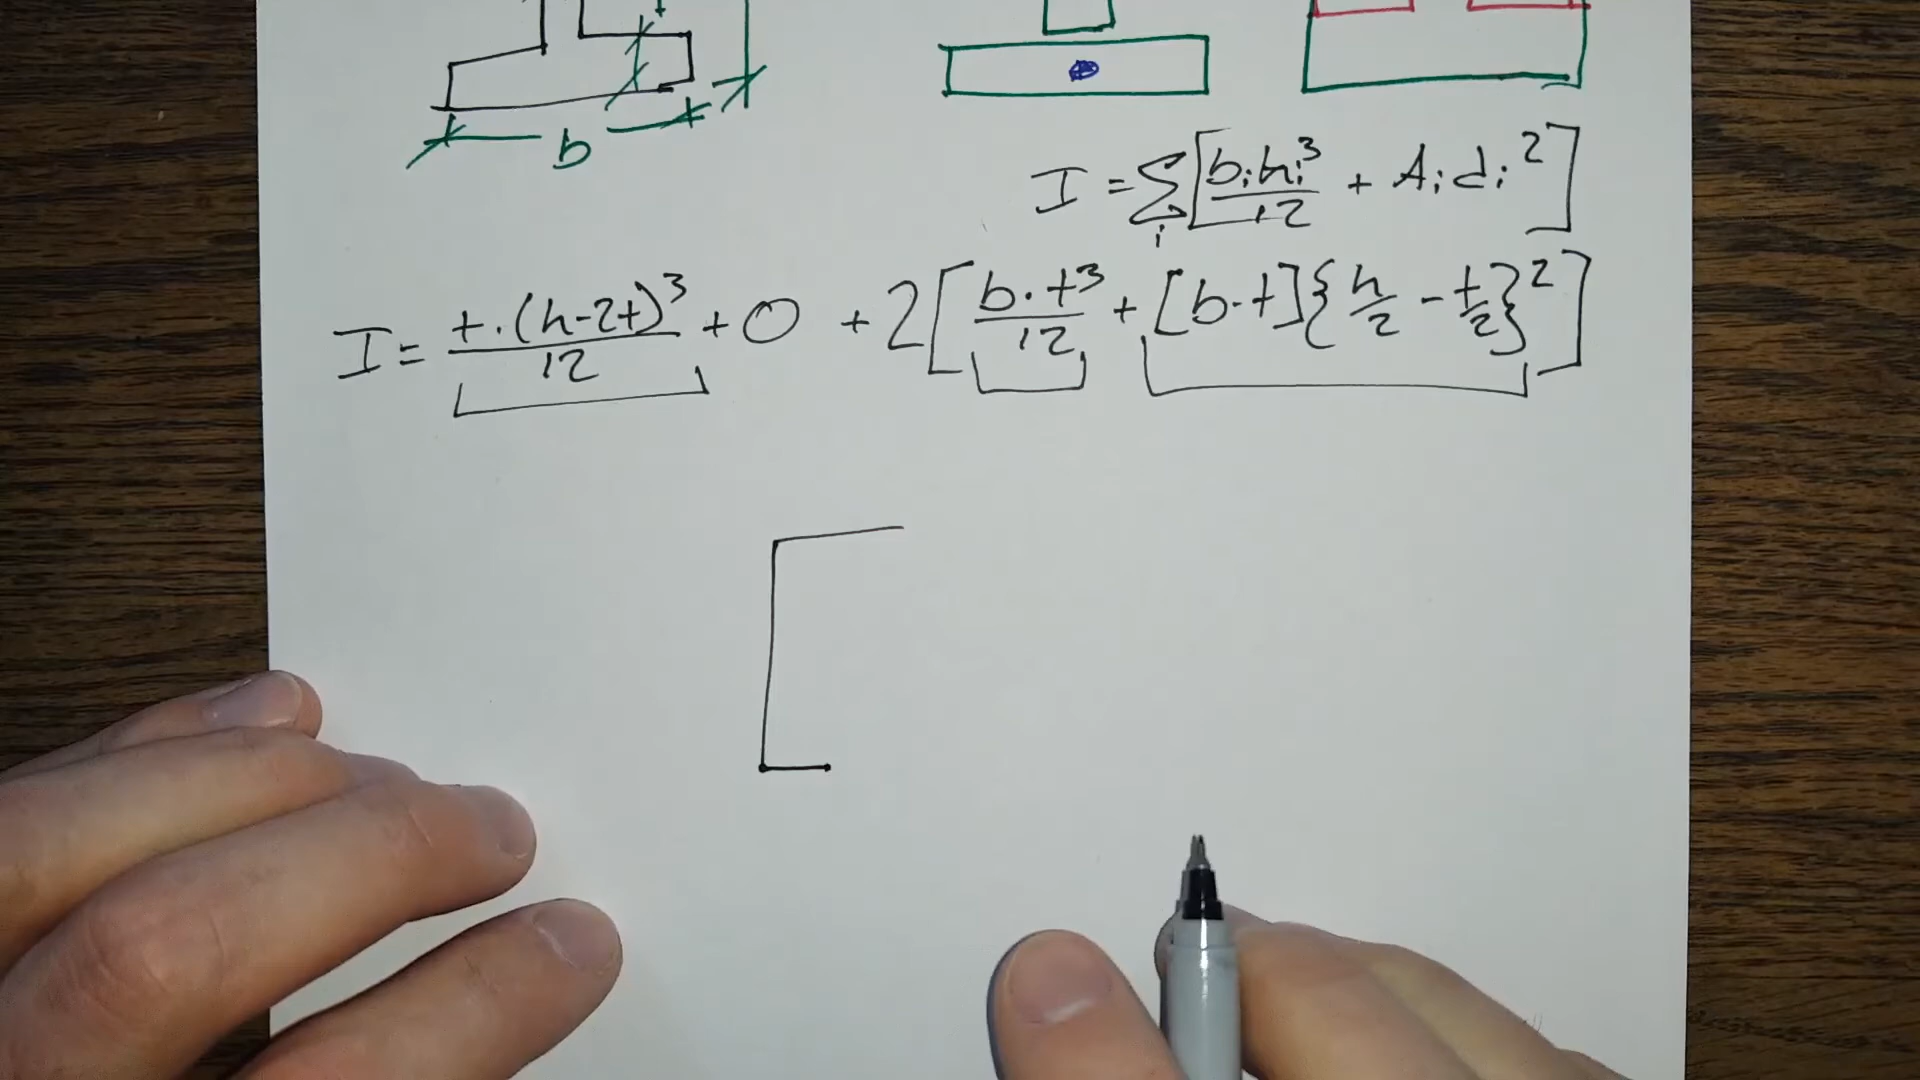 b
I = Σ i [bᵢhᵢ³/12 + Aᵢdᵢ²]
I = t·(h-2t)³/12 + 0 + 2[b·t³/12 + [b·t]{h/2 - t/2}²]